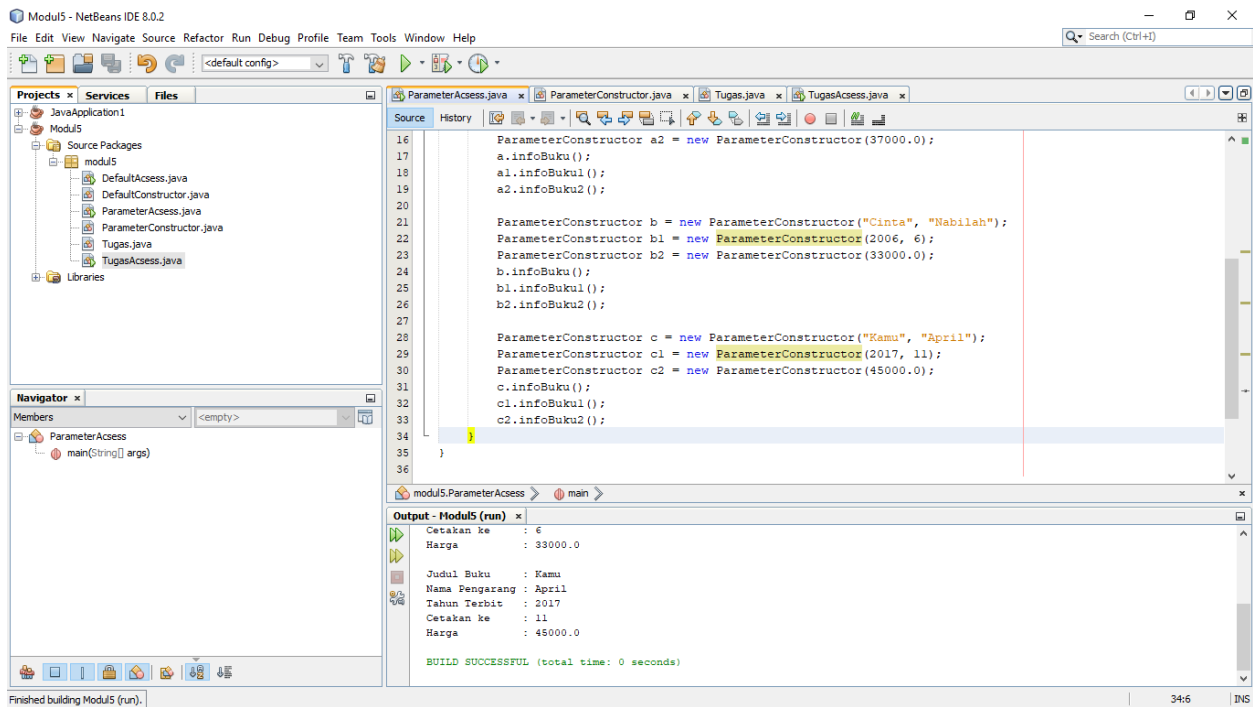 Modul5 - NetBeans IDE 8.0.2
File Edit View Navigate Source Refactor Run Debug Profile Team Tools Window Help
Search (Ctrl+I)
<default config>
Projects Services Files
JavaApplication1
Modul5
Source Packages
modul5
DefaultAcsess.java
DefaultConstructor.java
ParameterAcsess.java
ParameterConstructor.java
Tugas.java
TugasAcsess.java
Libraries
Navigator
Members <empty>
ParameterAcsess
main(String[] args)
ParameterAcsess.java ParameterConstructor.java Tugas.java TugasAcsess.java
Source History
16 ParameterConstructor a2 = new ParameterConstructor(37000.0);
17 a.infoBuku();
18 a1.infoBuku1();
19 a2.infoBuku2();
20
21 ParameterConstructor b = new ParameterConstructor("Cinta", "Nabilah");
22 ParameterConstructor b1 = new ParameterConstructor(2006, 6);
23 ParameterConstructor b2 = new ParameterConstructor(33000.0);
24 b.infoBuku();
25 b1.infoBuku1();
26 b2.infoBuku2();
27
28 ParameterConstructor c = new ParameterConstructor("Kamu", "April");
29 ParameterConstructor c1 = new ParameterConstructor(2017, 11);
30 ParameterConstructor c2 = new ParameterConstructor(45000.0);
31 c.infoBuku();
32 c1.infoBuku1();
33 c2.infoBuku2();
34 }
35 }
36
modul5.ParameterAcsess main
Output - Modul5 (run)
Cetakan ke : 6
Harga : 33000.0
Judul Buku : Kamu
Nama Pengarang : April
Tahun Terbit : 2017
Cetakan ke : 11
Harga : 45000.0
BUILD SUCCESSFUL (total time: 0 seconds)
Finished building Modul5 (run).
34:6 INS